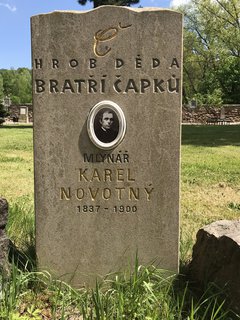 HROB DĚDA
BRATŘÍ ČAPKŮ
MLYNÁŘ
KAREL
NOVOTNÝ
1837 - 1900